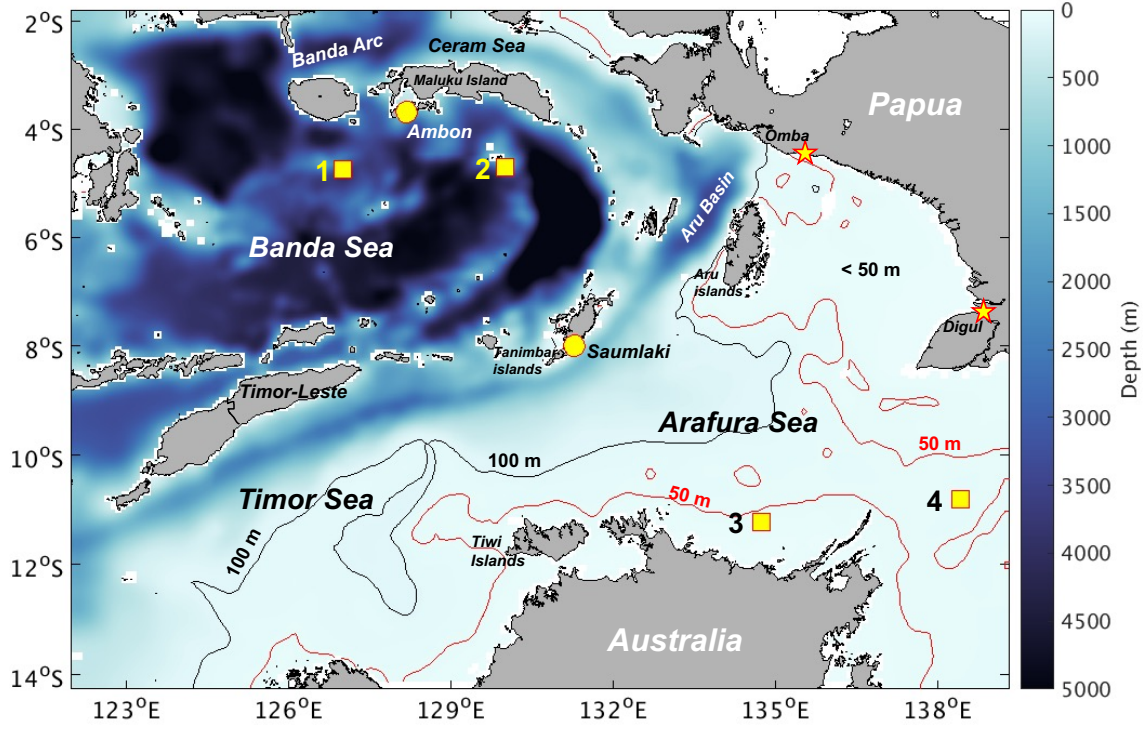 2°S
4°S
6°S
8°S
10°S
12°S
14°S
Banda Arc
Ceram Sea
Maluku Island
Ambon
Papua
Omba
1
2
Aru Basin
Banda Sea
< 50 m
Aru
islands
Digul
Tanimbar
islands
Saumlaki
Timor-Leste
Arafura Sea
50 m
100 m
Timor Sea
50 m
4
3
100 m
Tiwi
Islands
Australia
123°E
126°E
129°E
132°E
135°E
138°E
0
500
1000
1500
2000
2500
3000
3500
4000
4500
5000
Depth (m)